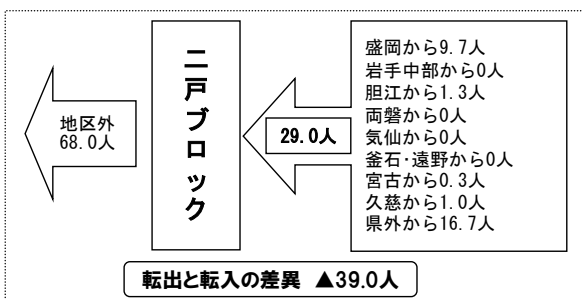 地区外
68.0人
二戸ブロック
29.0人
盛岡から9.7人
岩手中部から0人
胆江から1.3人
両磐から0人
気仙から0人
釜石・遠野から0人
宮古から0.3人
久慈から1.0人
県外から16.7人
転出と転入の差異 ▲39.0人